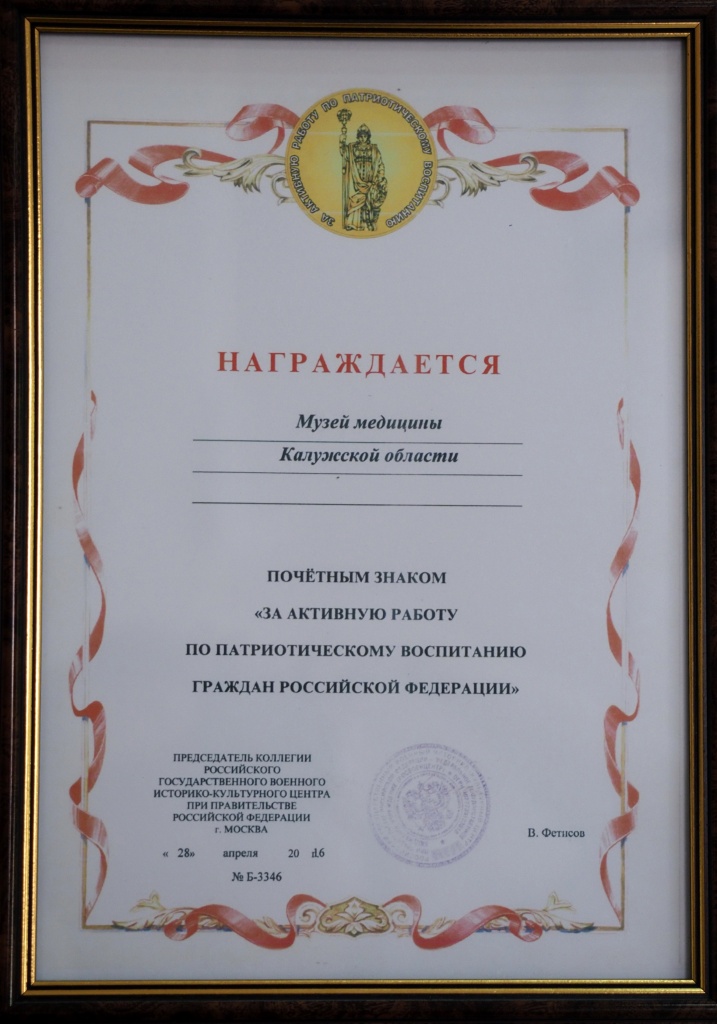 ЗА АКТИВНУЮ РАБОТУ ПО ПАТРИОТИЧЕСКОМУ ВОСПИТАНИЮ
НАГРАЖДАЕТСЯ
Музей медицины
Калужской области
ПОЧЁТНЫМ ЗНАКОМ
«ЗА АКТИВНУЮ РАБОТУ
ПО ПАТРИОТИЧЕСКОМУ ВОСПИТАНИЮ
ГРАЖДАН РОССИЙСКОЙ ФЕДЕРАЦИИ»
ПРЕДСЕДАТЕЛЬ КОЛЛЕГИИ
РОССИЙСКОГО
ГОСУДАРСТВЕННОГО ВОЕННОГО
ИСТОРИКО-КУЛЬТУРНОГО ЦЕНТРА
ПРИ ПРАВИТЕЛЬСТВЕ
РОССИЙСКОЙ ФЕДЕРАЦИИ
г. МОСКВА
В. Фетисов
« 28» апреля 20 16
№ Б-3346